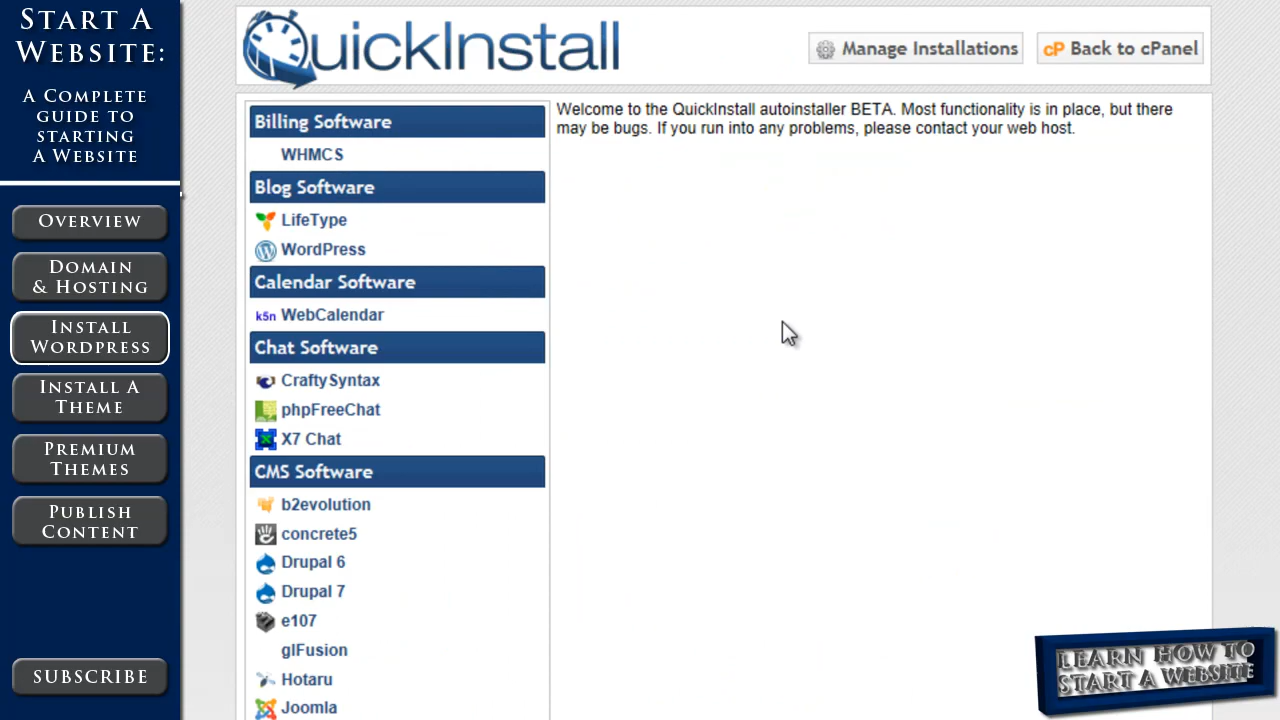 START A
WEBSITE:
A COMPLETE
GUIDE TO
STARTING
A WEBSITE
OVERVIEW
DOMAIN
& HOSTING
INSTALL
WORDPRESS
INSTALL A
THEME
PREMIUM
THEMES
PUBLISH
CONTENT
SUBSCRIBE
QuickInstall
Manage Installations
cP Back to cPanel
Billing Software
WHMCS
Blog Software
LifeType
WordPress
Calendar Software
k5n WebCalendar
Chat Software
CraftySyntax
phpFreeChat
X7 Chat
CMS Software
b2evolution
concrete5
Drupal 6
Drupal 7
e107
glFusion
Hotaru
Joomla
Welcome to the QuickInstall autoinstaller BETA. Most functionality is in place, but there
may be bugs. If you run into any problems, please contact your web host.
LEARN HOW TO
START A WEBSITE